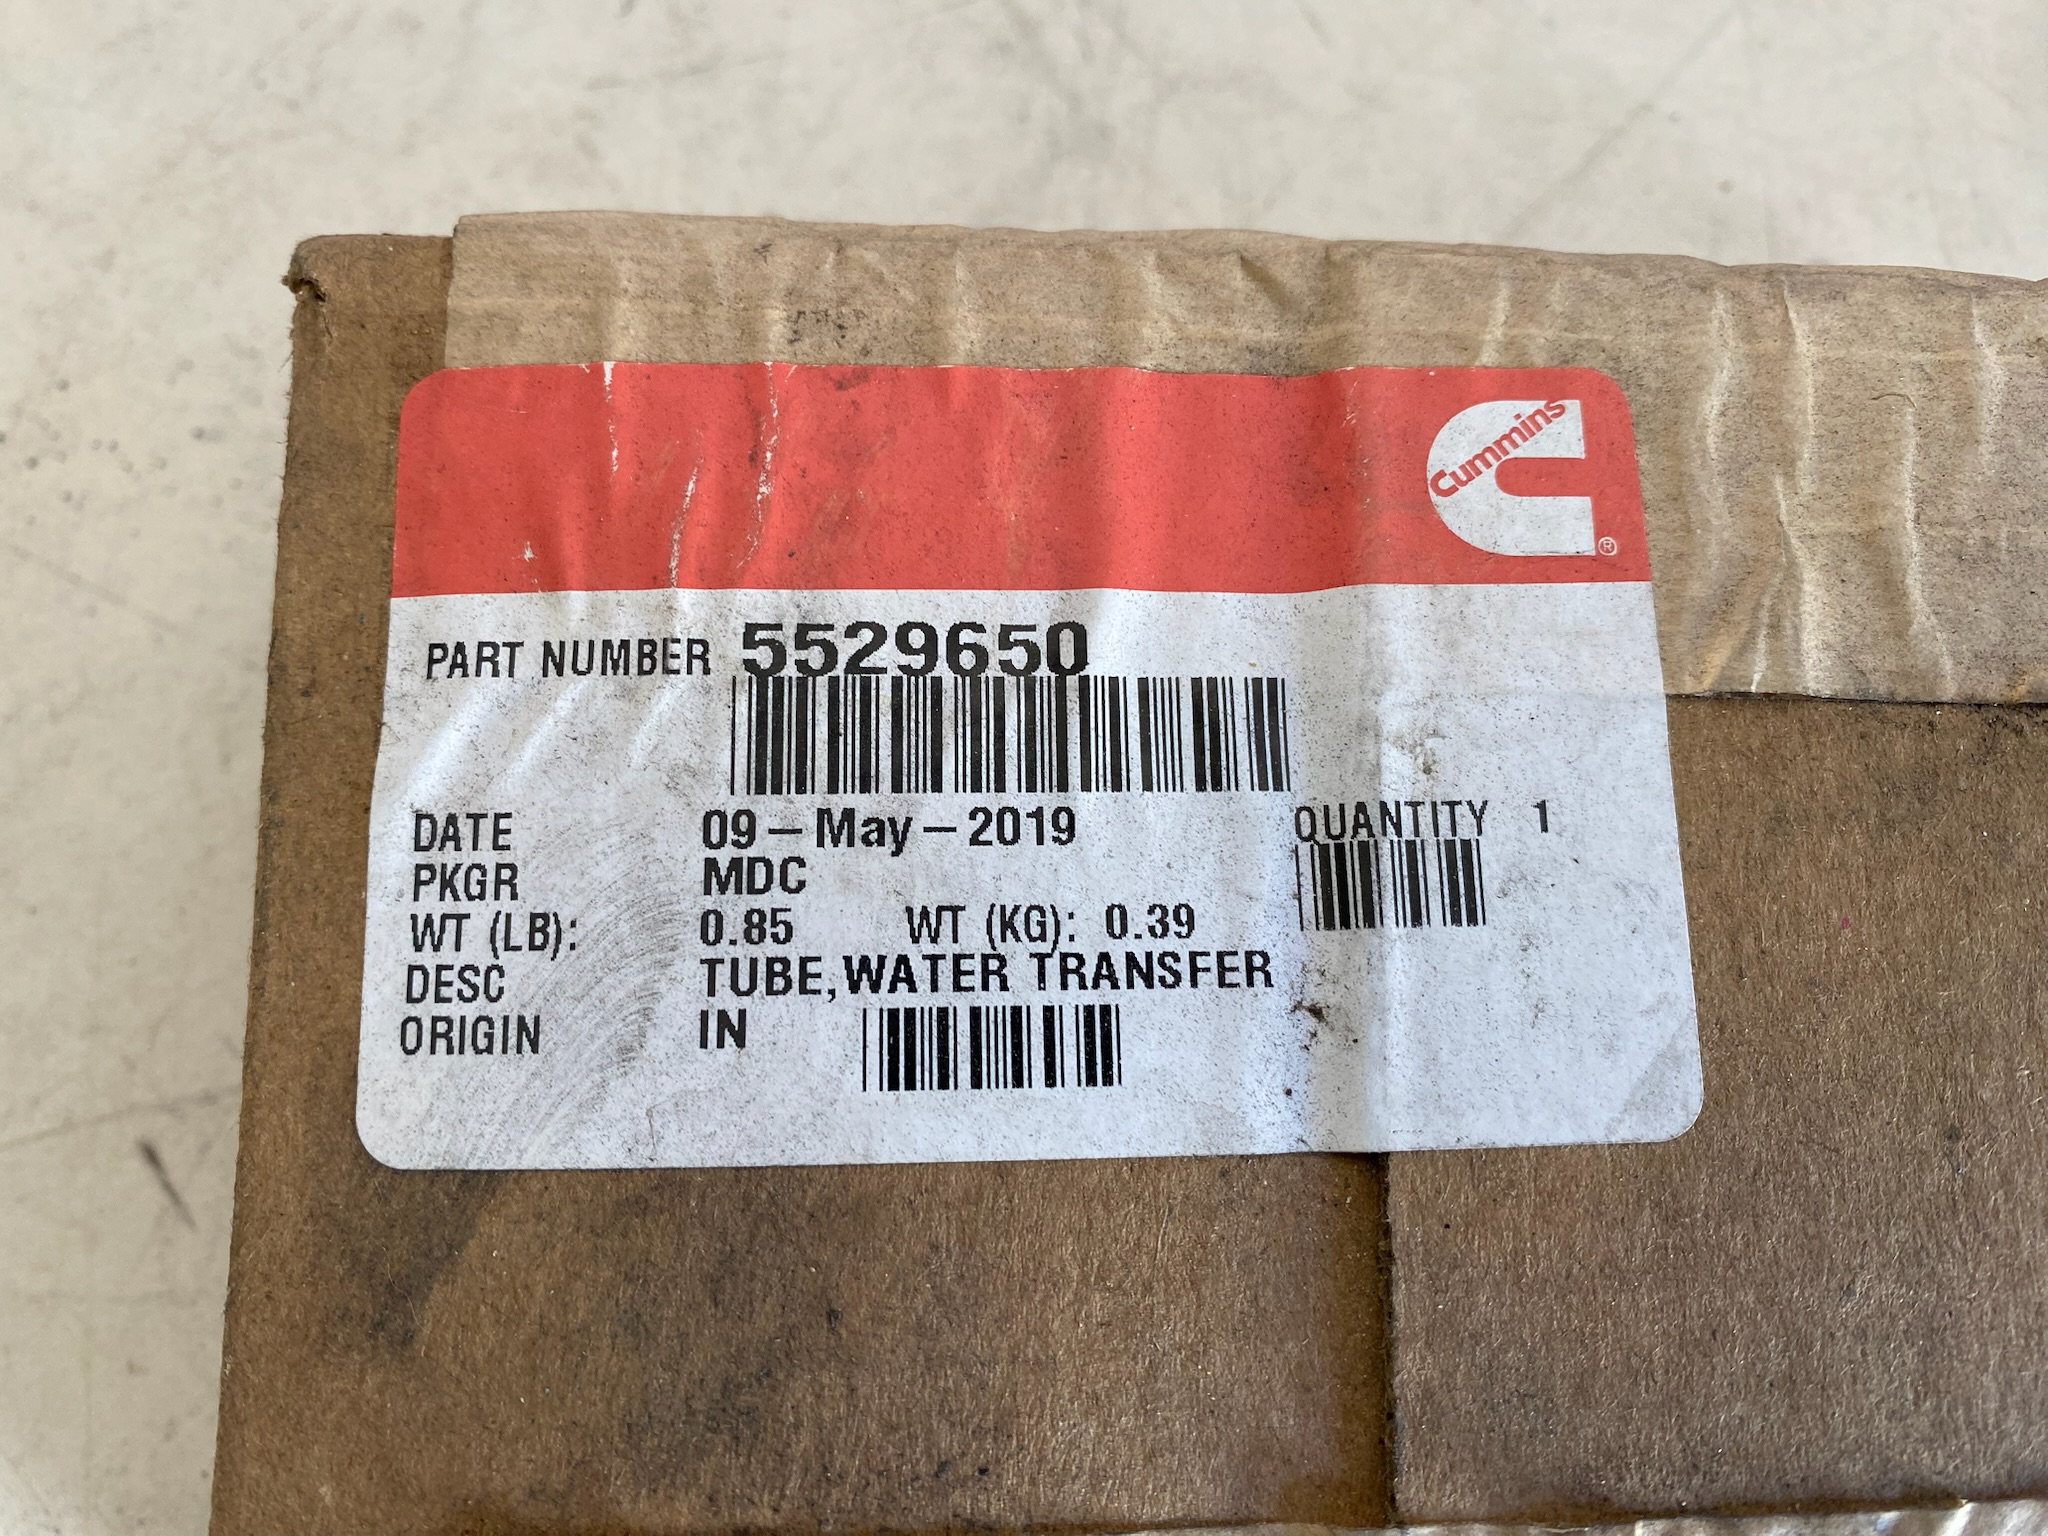 Cummins
®
PART NUMBER 5529650
DATE 09-May-2019 QUANTITY 1
PKGR MDC
WT (LB): 0.85 WT (KG): 0.39
DESC TUBE,WATER TRANSFER
ORIGIN IN